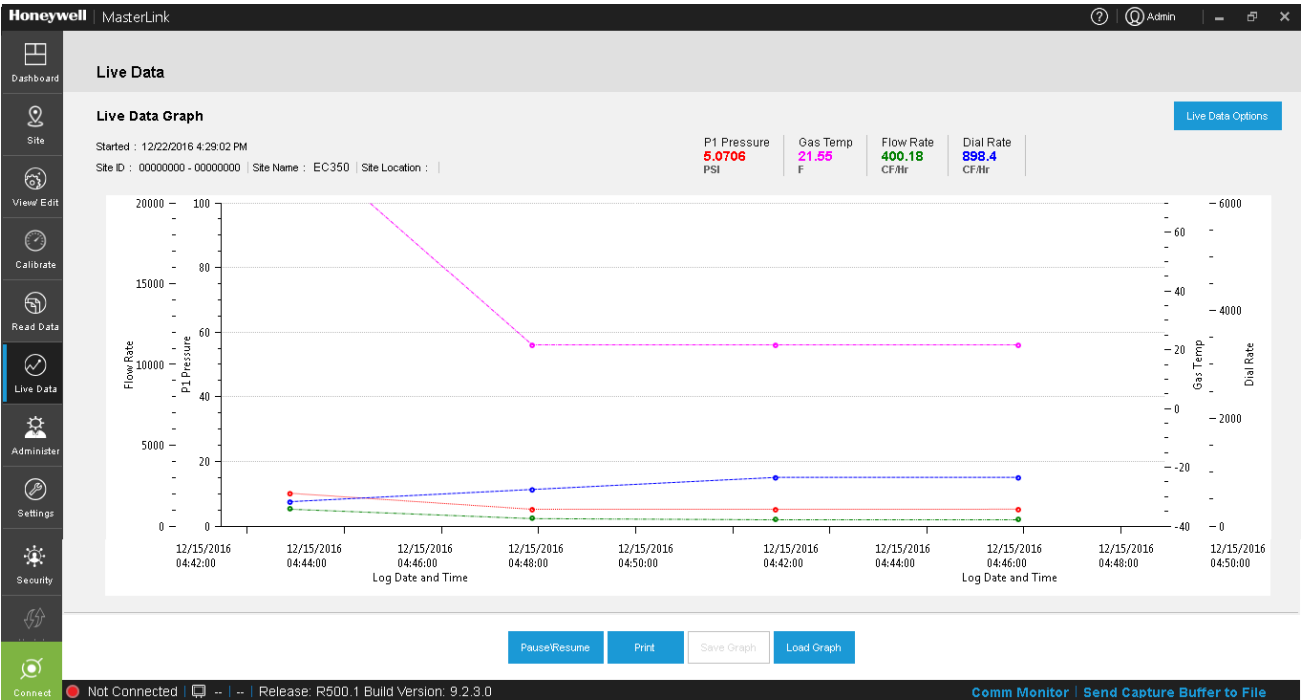 Honeywell | MasterLink
Admin
Dashboard
Site
View/ Edit
Calibrate
Read Data
Live Data
Administer
Settings
Security
Connect
Live Data
Live Data Graph
Live Data Options
Started : 12/22/2016 4:29:02 PM
Site ID : 00000000 - 00000000 | Site Name : EC350 | Site Location : |
P1 Pressure
5.0706
PSI
Gas Temp
21.55
F
Flow Rate
400.18
CF/Hr
Dial Rate
898.4
CF/Hr
Flow Rate
20000
15000
10000
5000
0
P1 Pressure
100
80
60
40
20
0
Gas Temp
60
40
20
0
-20
-40
Dial Rate
6000
4000
2000
0
12/15/2016 12/15/2016 12/15/2016 12/15/2016 12/15/2016 12/15/2016 12/15/2016 12/15/2016 12/15/2016 12/15/2016
04:42:00 04:44:00 04:46:00 04:48:00 04:50:00 04:42:00 04:44:00 04:46:00 04:48:00 04:50:00
Log Date and Time Log Date and Time
Pause\Resume Print Save Graph Load Graph
Not Connected | -- | -- | Release: R500.1 Build Version: 9.2.3.0
Comm Monitor | Send Capture Buffer to File